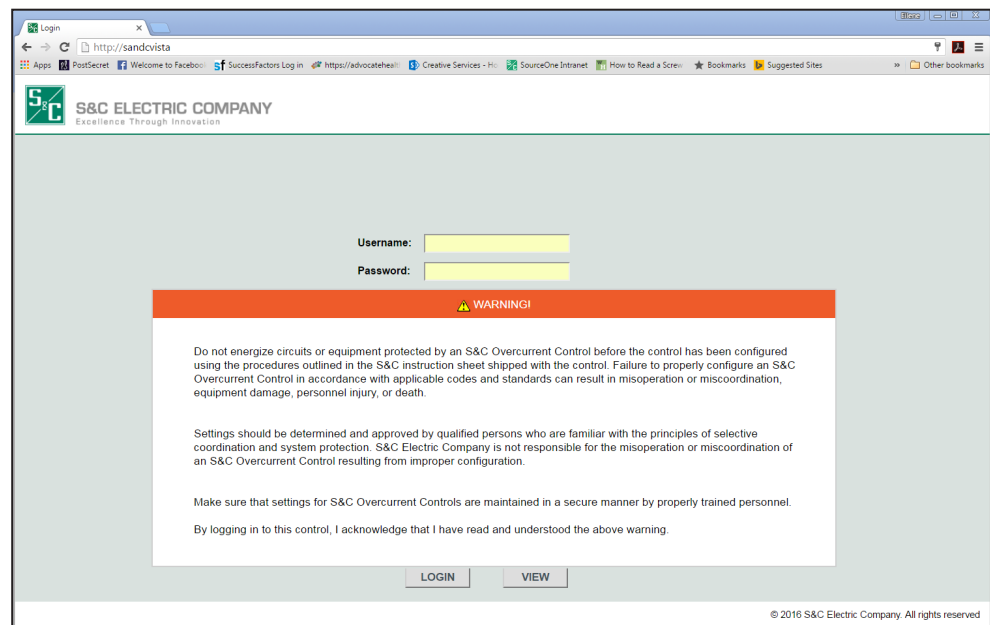 Eilene
Login
http://sandcvista
Apps PostSecret Welcome to Faceboo SuccessFactors Log in https://advocateheal Creative Services - Ho SourceOne Intranet How to Read a Screw Bookmarks Suggested Sites » Other bookmarks
S&C S&C ELECTRIC COMPANY
Excellence Through Innovation
Username:
Password:
WARNING!
Do not energize circuits or equipment protected by an S&C Overcurrent Control before the control has been configured
using the procedures outlined in the S&C instruction sheet shipped with the control. Failure to properly configure an S&C
Overcurrent Control in accordance with applicable codes and standards can result in misoperation or miscoordination,
equipment damage, personnel injury, or death.
Settings should be determined and approved by qualified persons who are familiar with the principles of selective
coordination and system protection. S&C Electric Company is not responsible for the misoperation or miscoordination of
an S&C Overcurrent Control resulting from improper configuration.
Make sure that settings for S&C Overcurrent Controls are maintained in a secure manner by properly trained personnel.
By logging in to this control, I acknowledge that I have read and understood the above warning.
LOGIN VIEW
© 2016 S&C Electric Company. All rights reserved